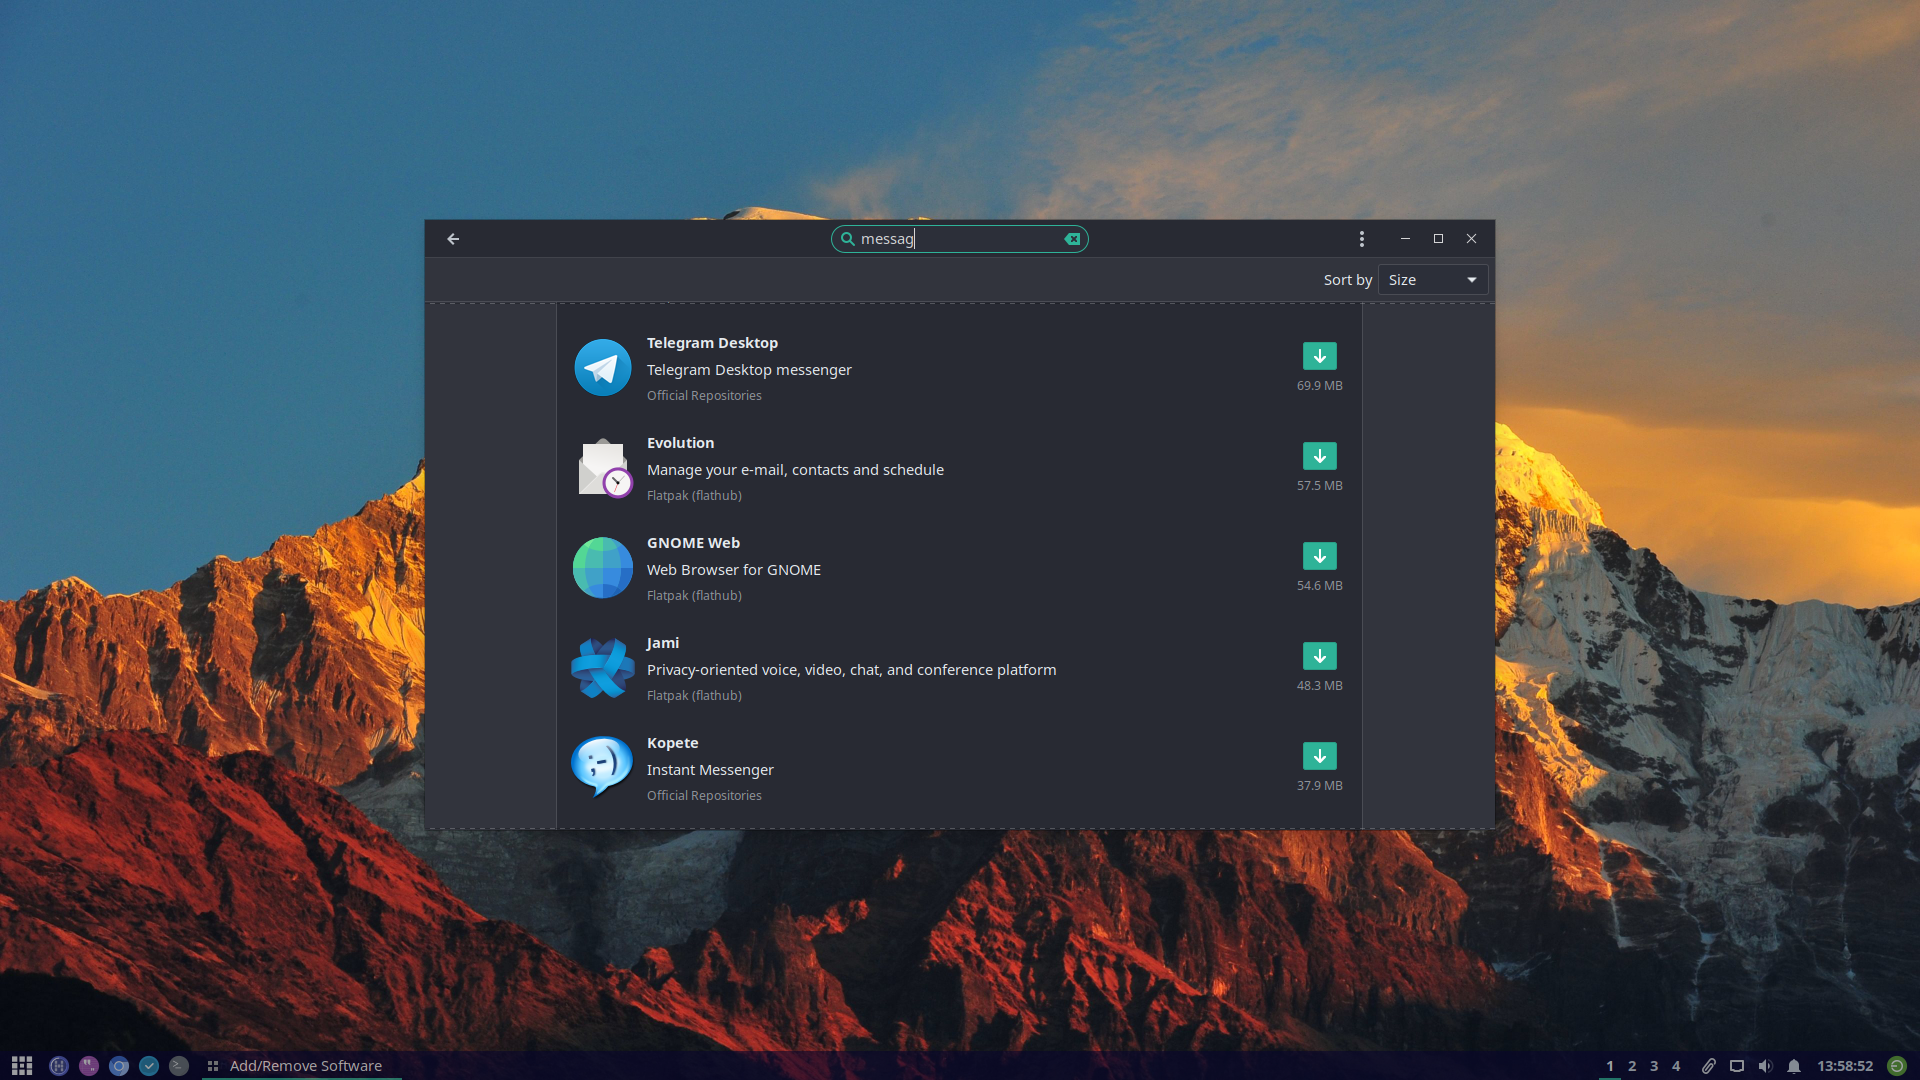 messag
Sort by Size
Telegram Desktop
Telegram Desktop messenger
Official Repositories
69.9 MB
Evolution
Manage your e-mail, contacts and schedule
Flatpak (flathub)
57.5 MB
GNOME Web
Web Browser for GNOME
Flatpak (flathub)
54.6 MB
Jami
Privacy-oriented voice, video, chat, and conference platform
Flatpak (flathub)
48.3 MB
;-)
Kopete
Instant Messenger
Official Repositories
37.9 MB
Add/Remove Software 1 2 3 4 13:58:52